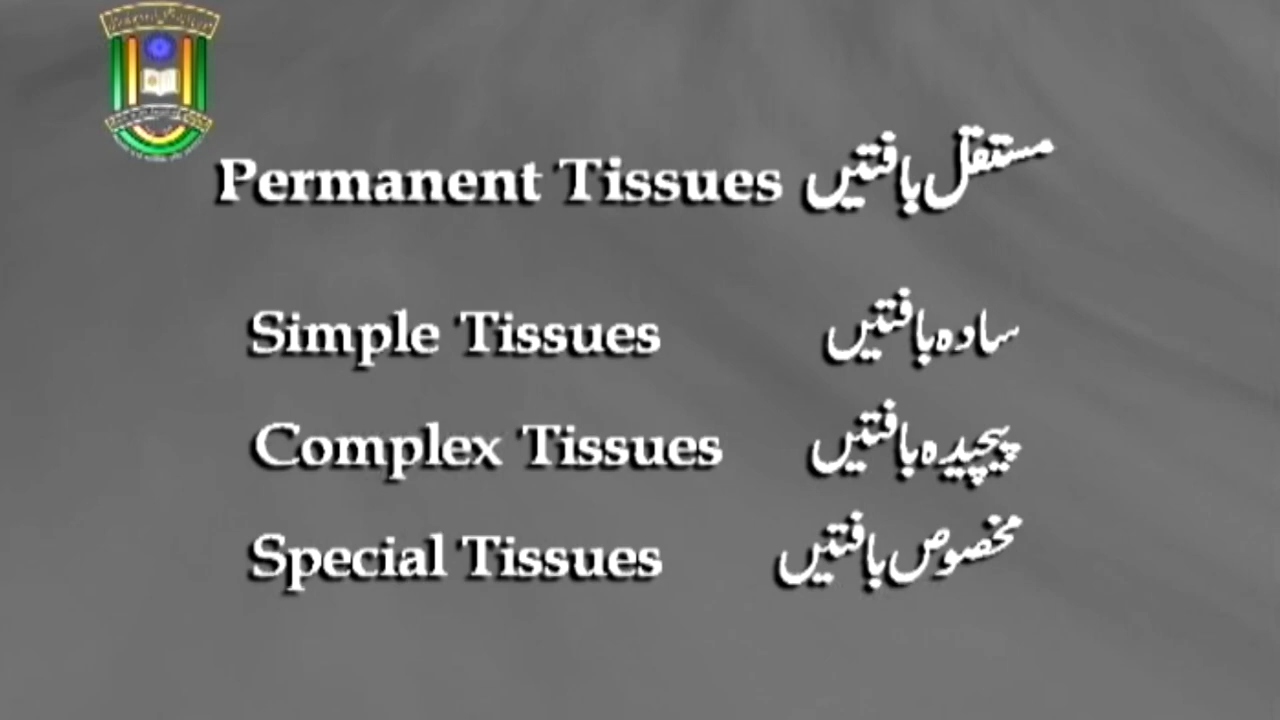 Permanent Tissues مستقل بافتیں
Simple Tissues سادہ بافتیں
Complex Tissues پیچیدہ بافتیں
Special Tissues مخصوص بافتیں